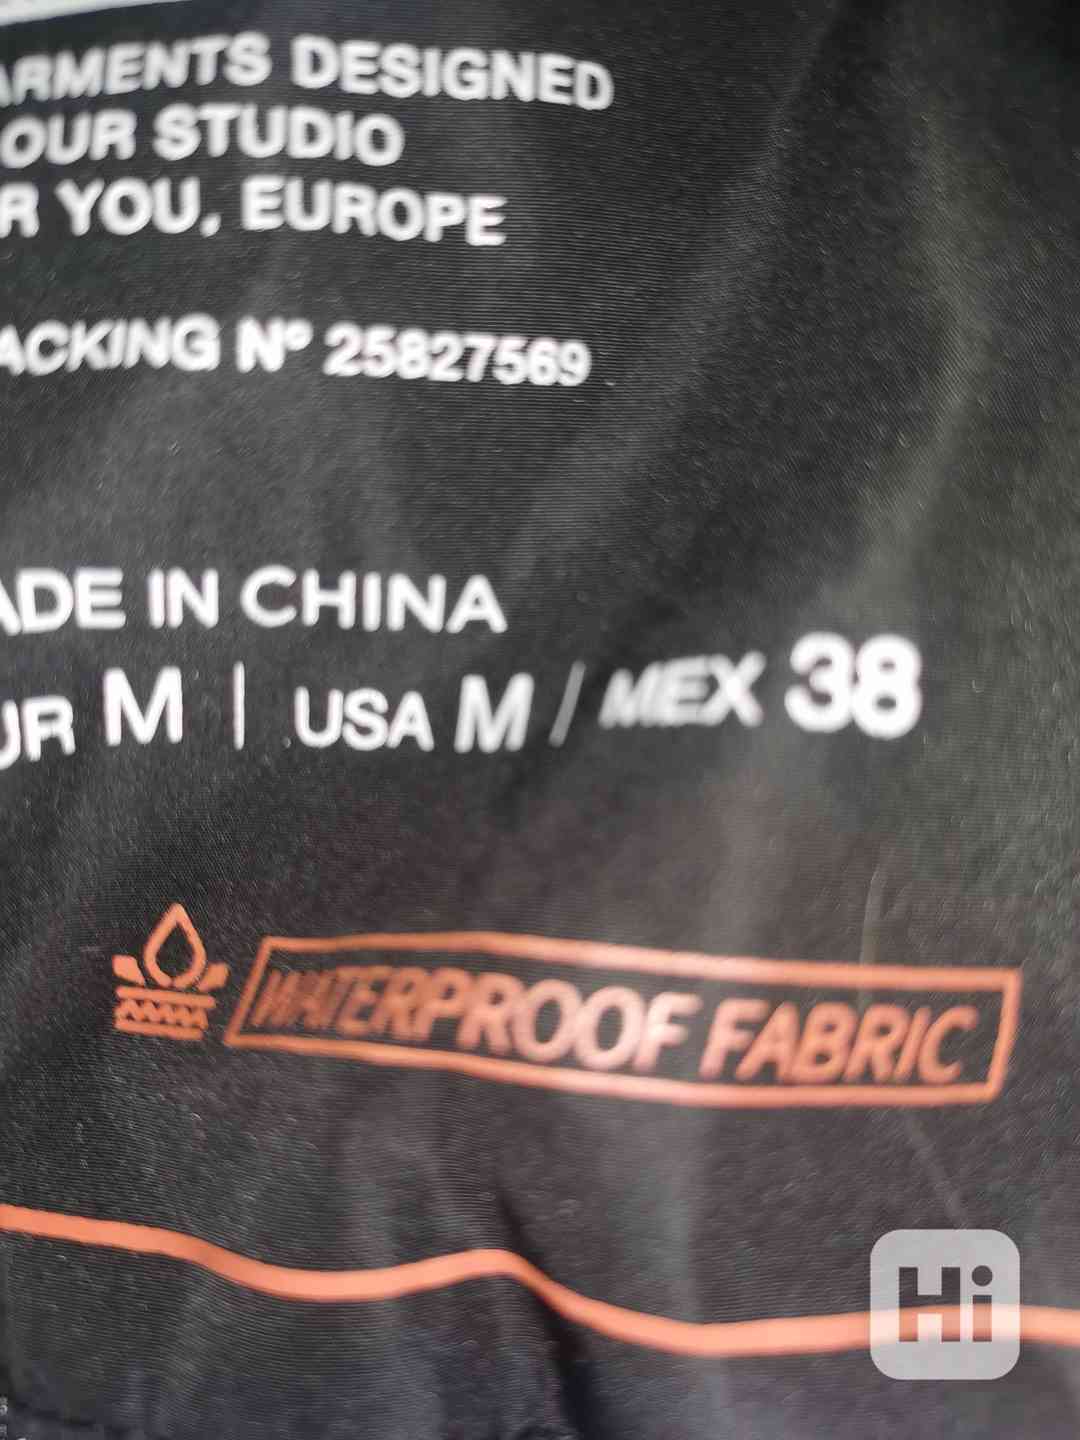 ARMENTS DESIGNED
OUR STUDIO
R YOU, EUROPE
ACKING Nº 25827569
ADE IN CHINA
UR M | USA M / MEX 38
WATERPROOF FABRIC
Hi